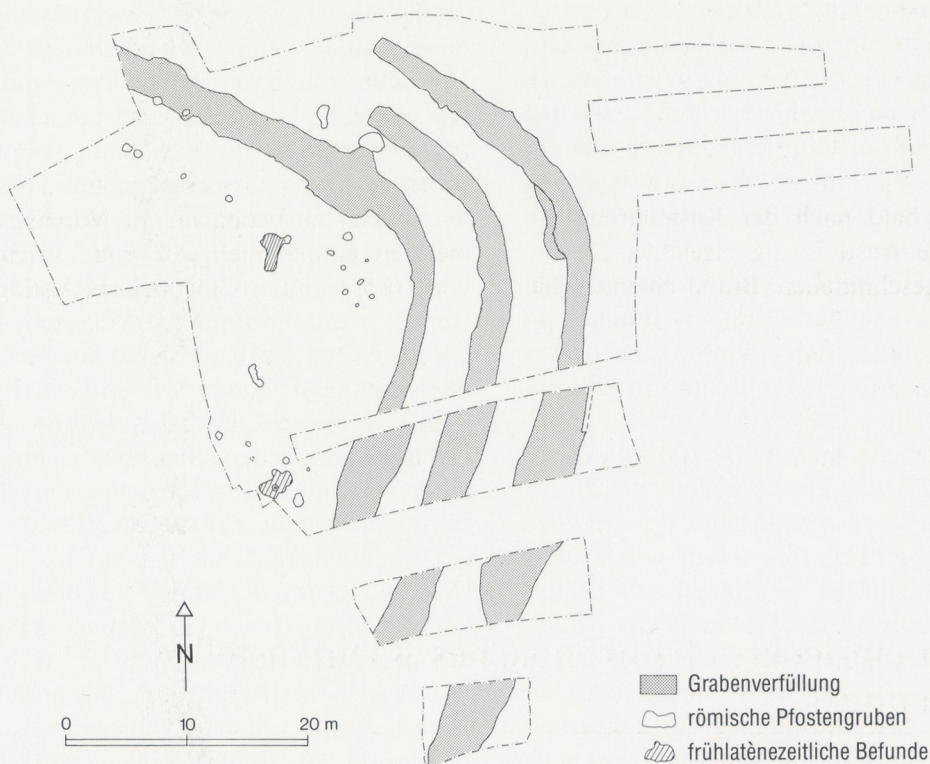 N
0 10 20 m
Grabenverfüllung
römische Pfostengruben
frühlatènezeitliche Befunde